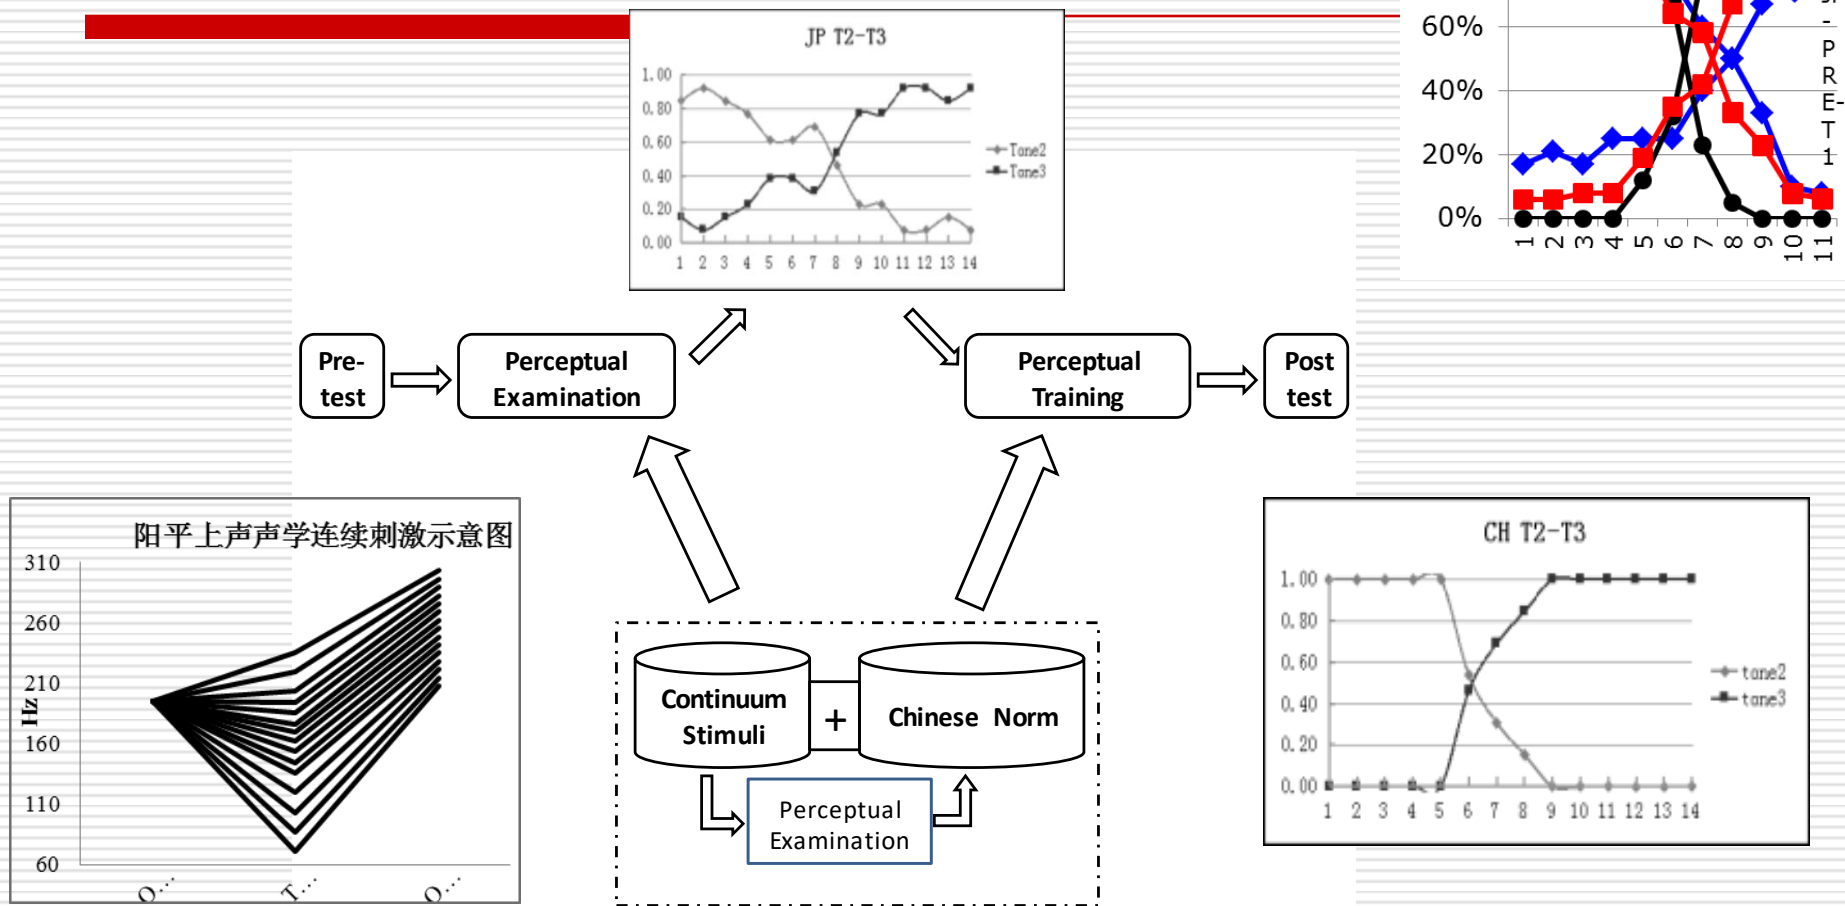 JP T2-T3
1.00
0.80
0.60
0.40
0.20
0.00
1 2 3 4 5 6 7 8 9 10 11 12 13 14
Tone2
Tone3
60%
40%
20%
0%
1 2 3 4 5 6 7 8 9 10 11
-
P
R
E-
T
1
Pre-
test
Perceptual
Examination
Perceptual
Training
Post
test
阳平上声声学连续刺激示意图
310
260
210
160
110
60
Hz
O...
T...
O...
Continuum
Stimuli
+
Chinese Norm
Perceptual
Examination
CH T2-T3
1.00
0.80
0.60
0.40
0.20
0.00
1 2 3 4 5 6 7 8 9 10 11 12 13 14
tone2
tone3